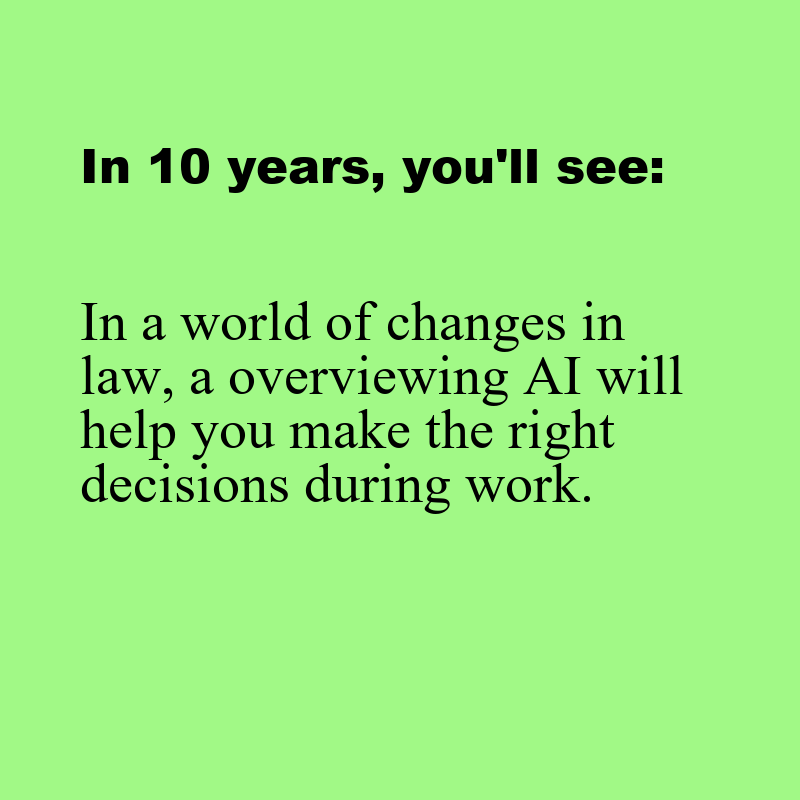 In 10 years, you'll see:
In a world of changes in
law, a overviewing AI will
help you make the right
decisions during work.